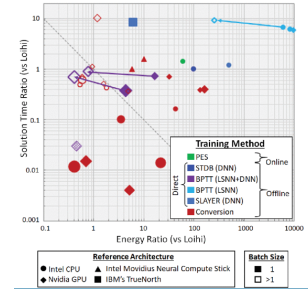 Solution Time Ratio (vs Loihi)
10
1
0.1
0.01
0.001
0.1
1
10
100
1000
10000
Energy Ratio (vs Loihi)
Training Method
PES
STDB (DNN)
BPTT (LSNN+DNN)
BPTT (LSNN)
SLAYER (DNN)
Conversion
Direct
Online
Offline
Reference Architecture
Intel CPU
Intel Movidius Neural Compute Stick
Nvidia GPU
IBM's TrueNorth
Batch Size
1
>1